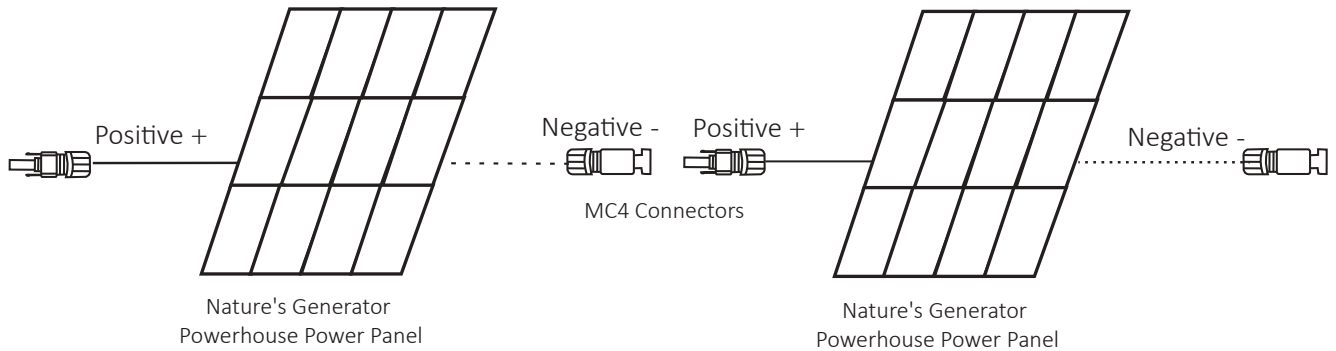 Positive +
Negative -
Positive +
Negative -
MC4 Connectors
Nature's Generator
Powerhouse Power Panel
Nature's Generator
Powerhouse Power Panel